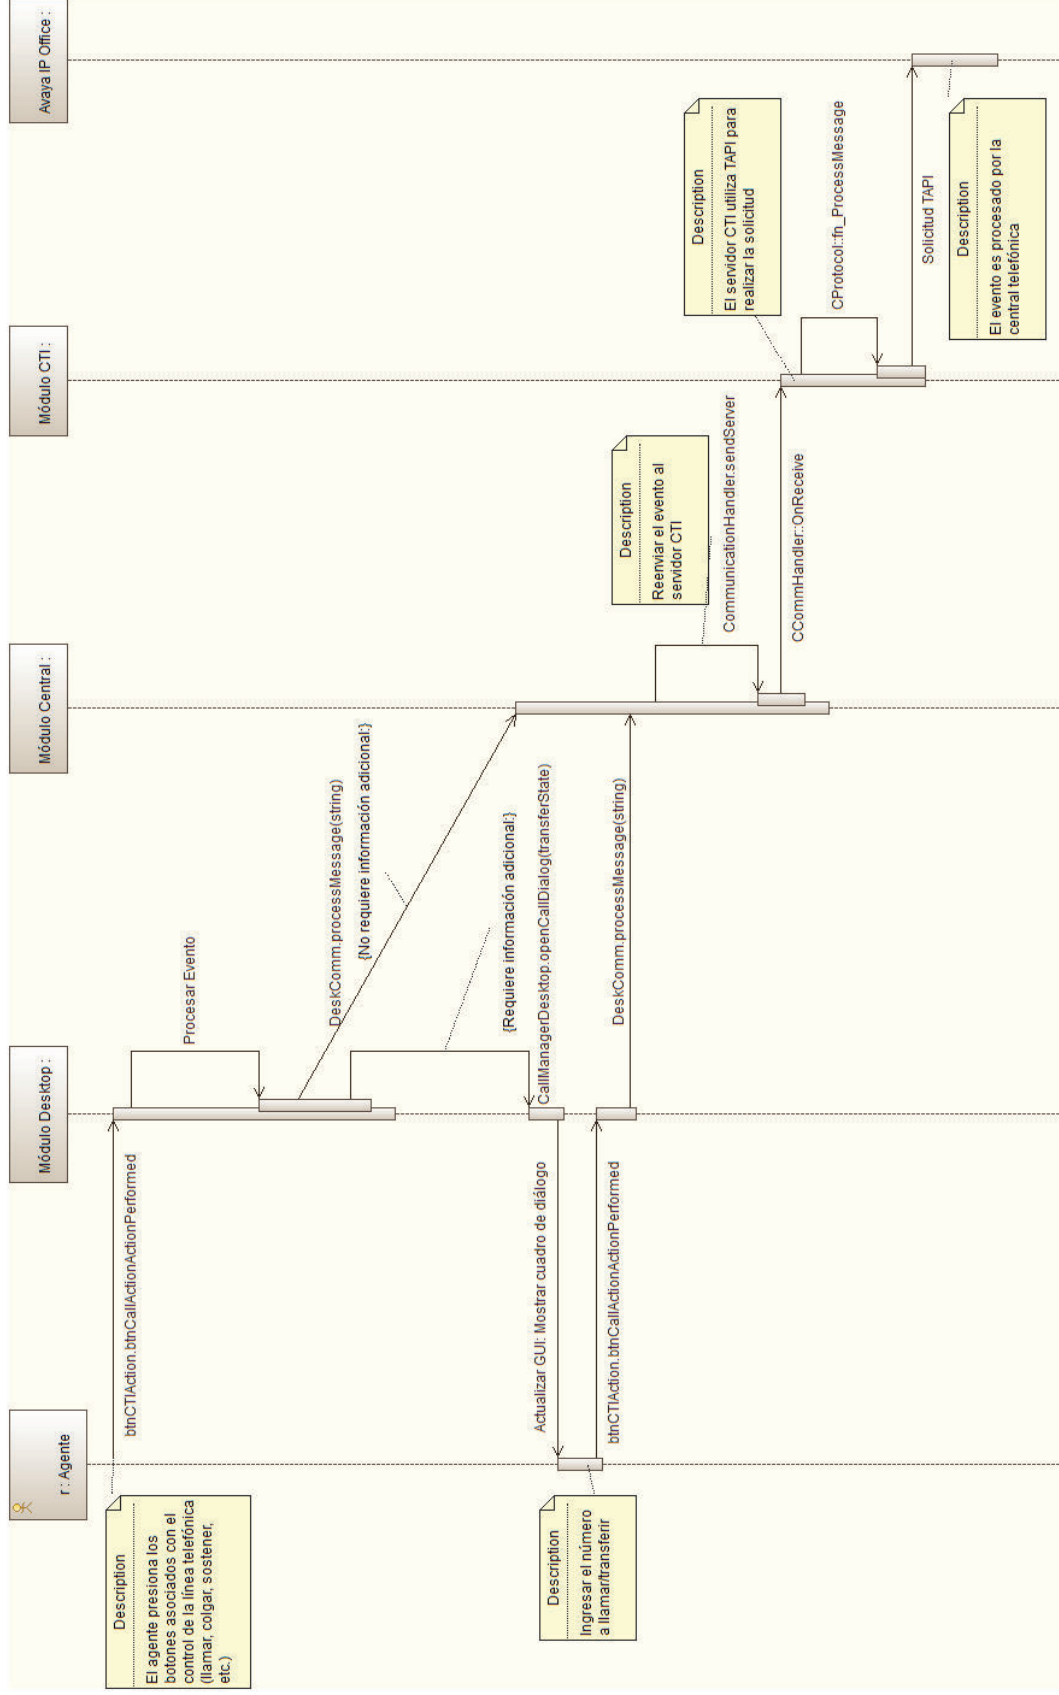 r : Agente
Módulo Desktop :
Módulo Central :
Módulo CTI :
Avaya IP Office :
Description
El agente presiona los
botones asociados con el
control de la línea telefónica
(llamar, colgar, sostener,
etc.)
btnCTIAction.btnCallActionActionPerformed
Procesar Evento
DeskComm.processMessage(string)
{No requiere información adicional:}
{Requiere información adicional:}
CallManagerDesktop.openCallDialog(transferState)
Actualizar GUI: Mostrar cuadro de diálogo
Description
Ingresar el número
a llamar/transferir
btnCTIAction.btnCallActionActionPerformed
DeskComm.processMessage(string)
Description
Reenviar el evento al
servidor CTI
CommunicationHandler.sendServer
CCommHandler::OnReceive
Description
El servidor CTI utiliza TAPI para
realizar la solicitud
CProtocol::fn_ProcessMessage
Solicitud TAPI
Description
El evento es procesado por la
central telefónica